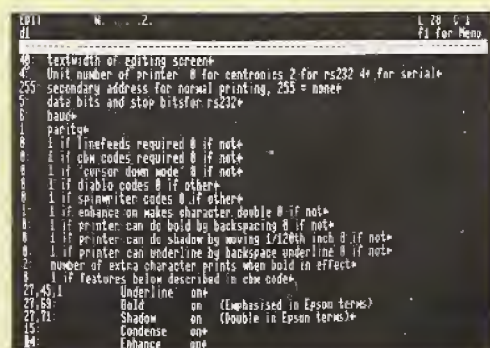 EDIT W. 2. L 28 C 1
d1 f1 for Menu
40: textwidth of editing screen←
4: Unit number of printer 0 for centronics 2 for rs232 4+ for serial←
255: secondary address for normal printing, 255 = none←
5: data bits and stop bitsfor rs232←
6: baud←
1 parity←
0 1 if linefeeds required 0 if not←
0: 1 if cbm codes required 0 if not←
0: 1 if 'cursor down mode' 0 if not←
0 1 if diablo codes 0 if other←
0 1 if spinwriter codes 0 if other←
1 if enhance on makes character double 0 if not←
0: 1 if printer can do bold by backspacing 0 if not←
0: 1 if printer can do shadow by moving 1/120th inch 0 if not←
0: 1 if printer can underline by backspace underline 0 if not←
2: number of extra character prints when bold in effect←
0 1 if features below described in cbm code←
27,45,1 Underline on←
27,69: Bold on (Emphasised in Epson terms)
27,71: Shadow on (Double in Epson terms)←
15: Condense on←
14: Enhance on←